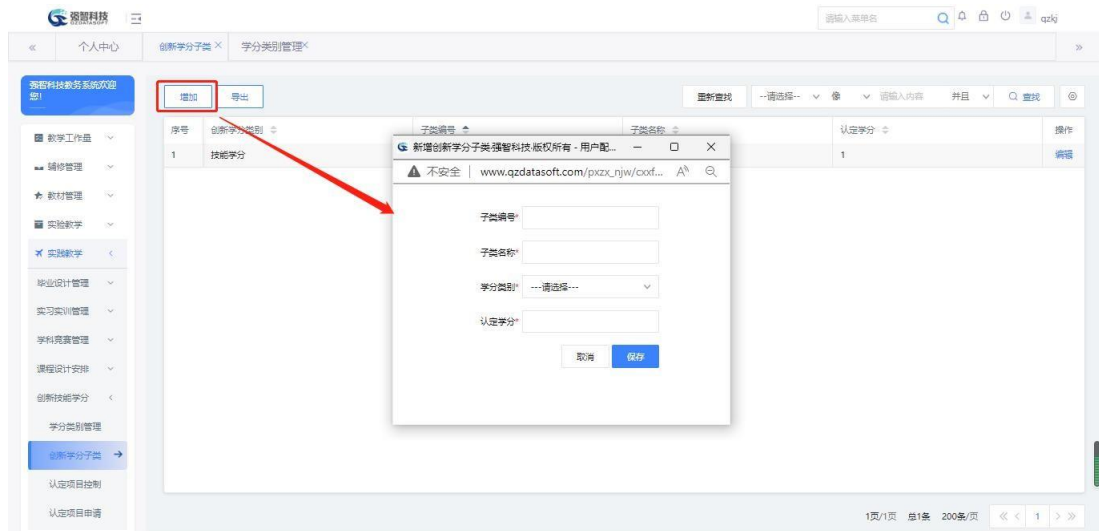 强智科技
QZDATASOFT
请输入菜单名
qzkj
个人中心
创新学分子类 ×
学分类别管理×
强智科技教务系统欢迎
您!
增加
导出
重新查找
--请选择--
像
请输入内容
并且
查找
教学工作量
辅修管理
教材管理
实验教学
实践教学
毕业设计管理
实习实训管理
学科竞赛管理
课程设计安排
创新技能学分
学分类别管理
创新学分子类
认定项目控制
认定项目申请
序号
创新学分类别
子类编号
子类名称
认定学分
操作
1
技能学分
1
编辑
新增创新学分子类-强智科技-版权所有 - 用户配...
不安全
www.qzdatasoft.com/pxzx_njw/cxxf...
子类编号*
子类名称*
学分类别*
---请选择---
认定学分*
取消
保存
1页/1页 总1条 200条/页
1